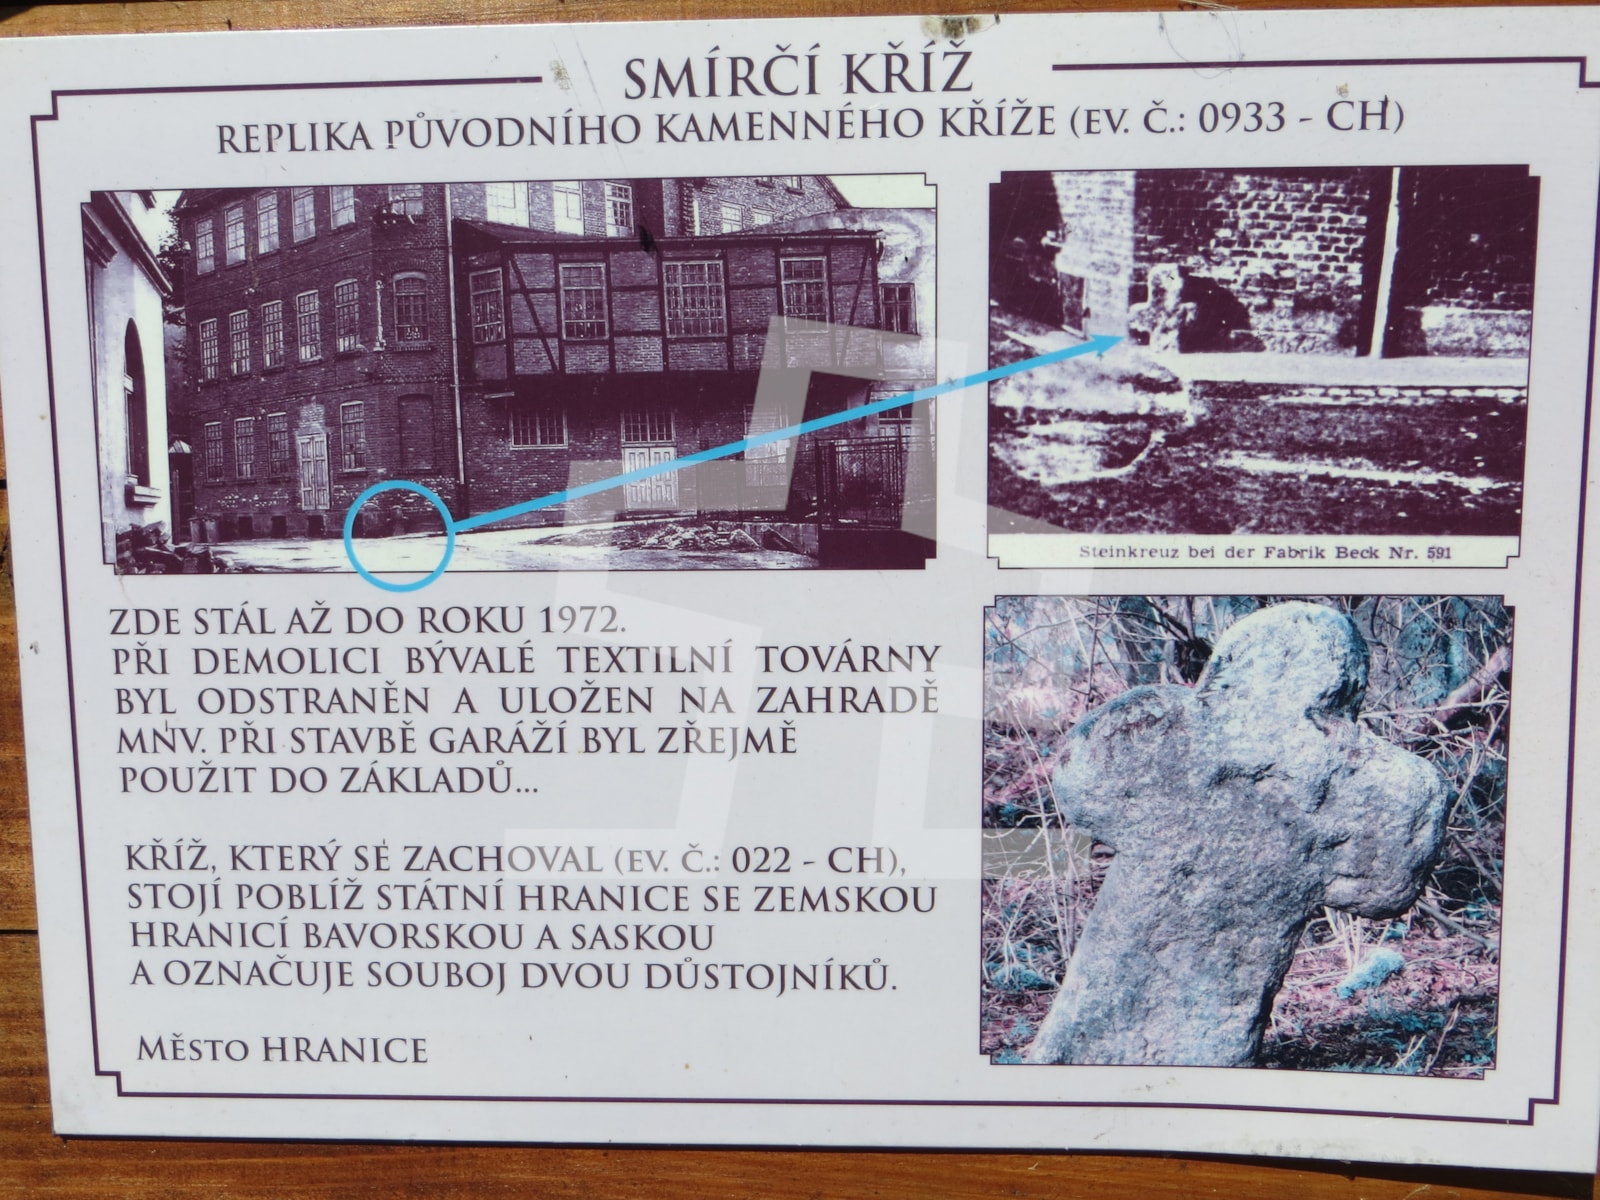 SMÍRČÍ KŘÍŽ
REPLIKA PŮVODNÍHO KAMENNÉHO KŘÍŽE (EV. Č.: 0933 - CH)
Steinkreuz bei der Fabrik Beck Nr. 591
ZDE STÁL AŽ DO ROKU 1972.
PŘI DEMOLICI BÝVALÉ TEXTILNÍ TOVÁRNY
BYL ODSTRANĚN A ULOŽEN NA ZAHRADĚ
MNV. PŘI STAVBĚ GARÁŽÍ BYL ZŘEJMĚ
POUŽIT DO ZÁKLADŮ...
KŘÍŽ, KTERÝ SE ZACHOVAL (EV. Č.: 022 - CH),
STOJÍ POBLÍŽ STÁTNÍ HRANICE SE ZEMSKOU
HRANICÍ BAVORSKOU A SASKOU
A OZNAČUJE SOUBOJ DVOU DŮSTOJNÍKŮ.
MĚSTO HRANICE